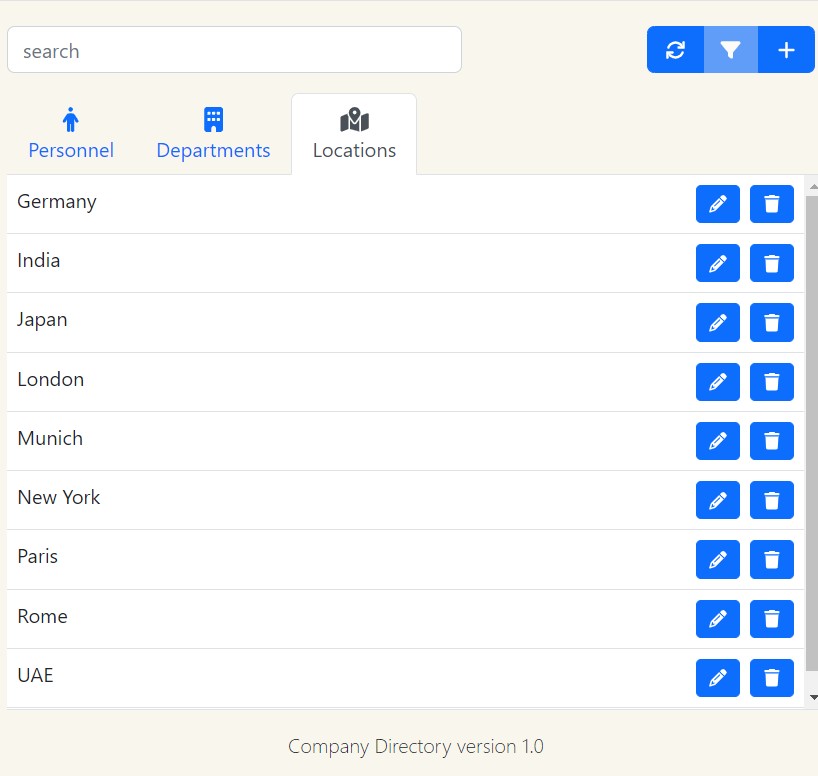 search
Personnel
Departments
Locations
Germany
India
Japan
London
Munich
New York
Paris
Rome
UAE
Company Directory version 1.0